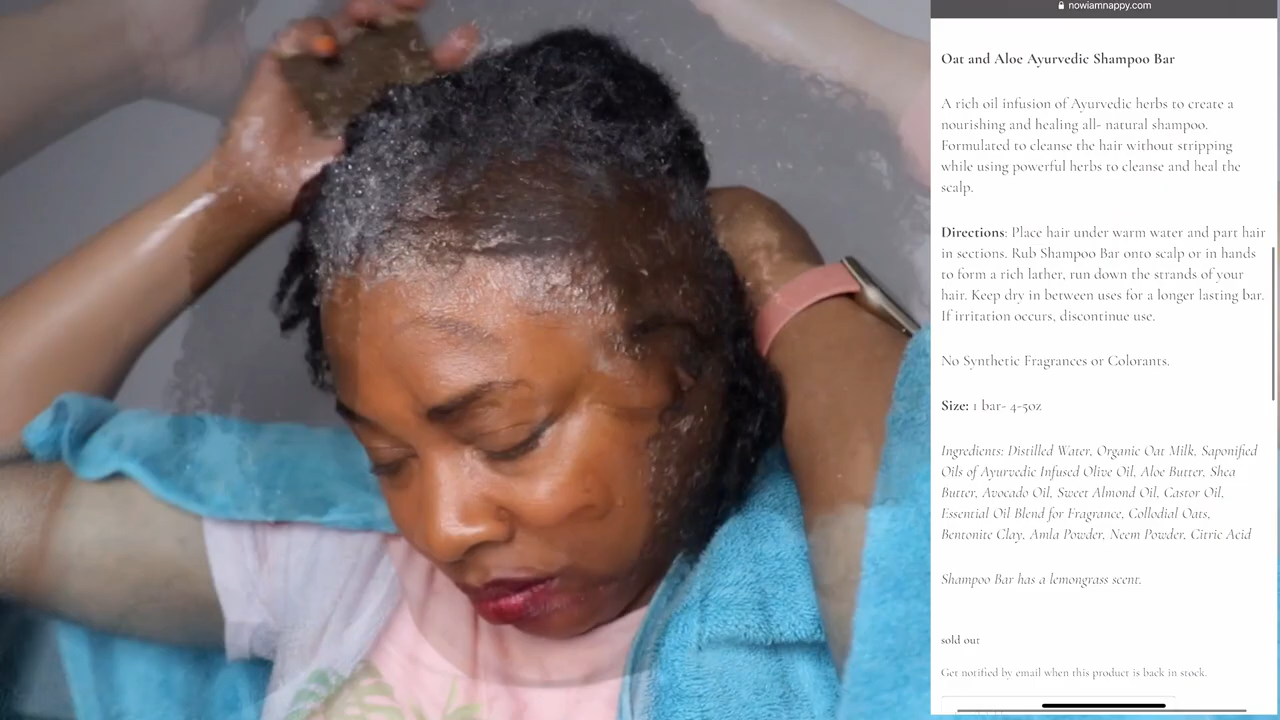 nowiamnappy.com
Oat and Aloe Ayurvedic Shampoo Bar
A rich oil infusion of Ayurvedic herbs to create a
nourishing and healing all- natural shampoo.
Formulated to cleanse the hair without stripping
while using powerful herbs to cleanse and heal the
scalp.
Directions: Place hair under warm water and part hair
in sections. Rub Shampoo Bar onto scalp or in hands
to form a rich lather, run down the strands of your
hair. Keep dry in between uses for a longer lasting bar.
If irritation occurs, discontinue use.
No Synthetic Fragrances or Colorants.
Size: 1 bar- 4-5oz
Ingredients: Distilled Water, Organic Oat Milk, Saponified
Oils of Ayurvedic Infused Olive Oil, Aloe Butter, Shea
Butter, Avocado Oil, Sweet Almond Oil, Castor Oil,
Essential Oil Blend for Fragrance, Collodial Oats,
Bentonite Clay, Amla Powder, Neem Powder, Citric Acid
Shampoo Bar has a lemongrass scent.
sold out
Get notified by email when this product is back in stock.